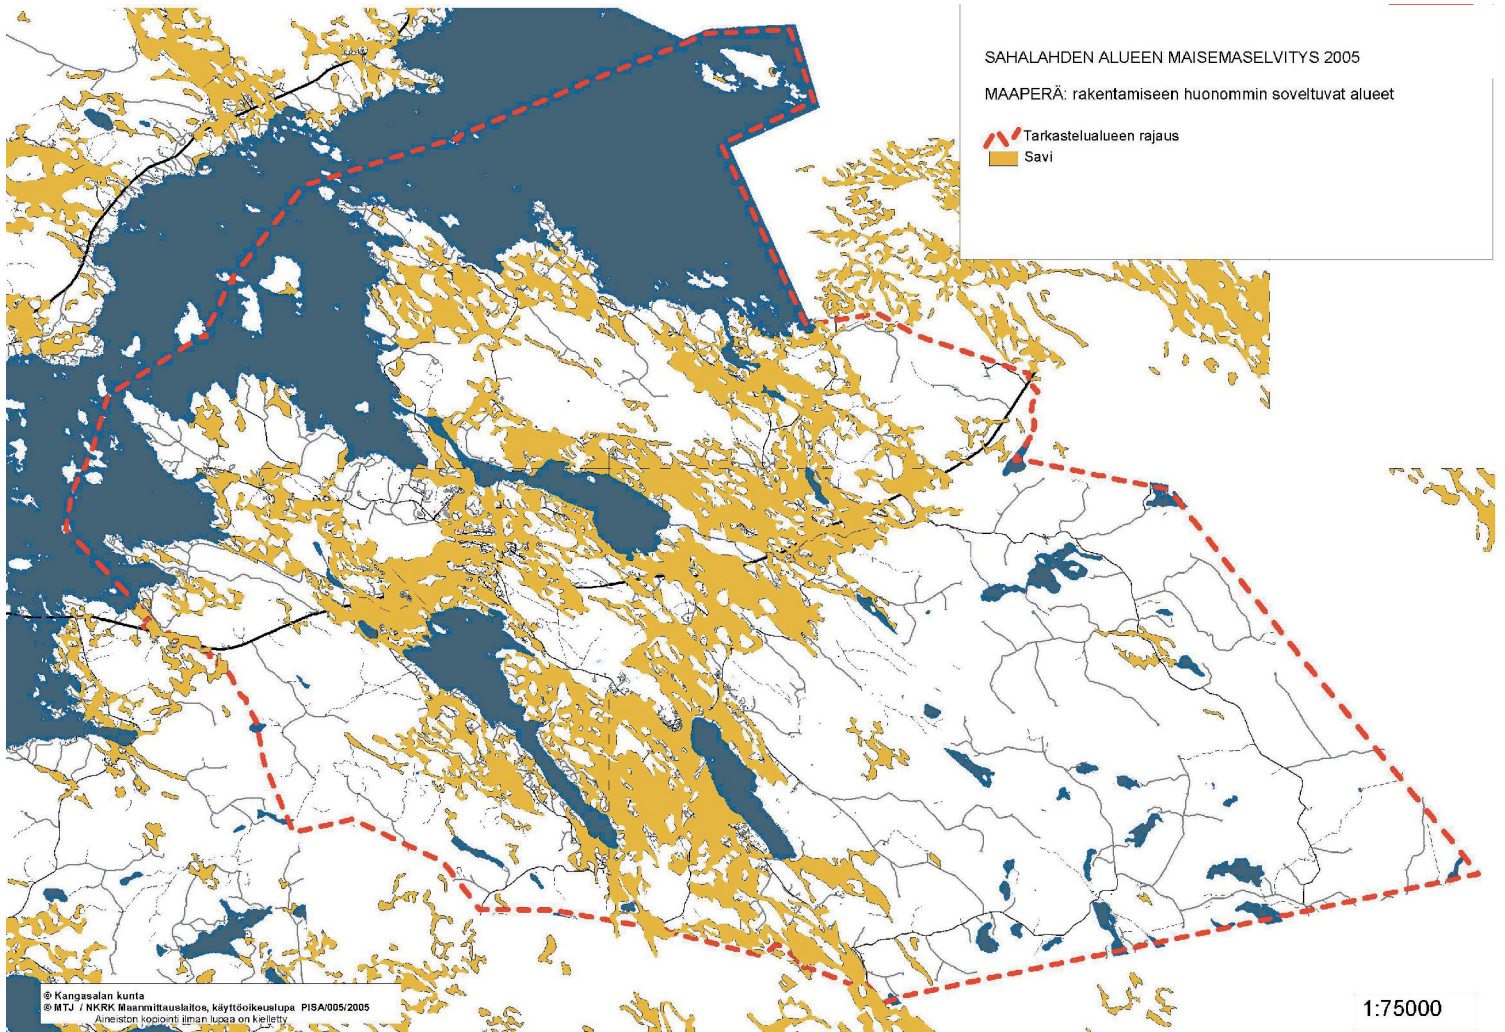 SAHALAHDEN ALUEEN MAISEMASELVITYS 2005
MAAPERÄ: rakentamiseen huonommin soveltuvat alueet
Tarkastelualueen rajaus
Savi
© Kangasalan kunta
© MTJ / NKRK Maanmittauslaitos, käyttöoikeuslupa PISA/005/2005
Aineiston kopiointi ilman lupaa on kielletty
1:75000